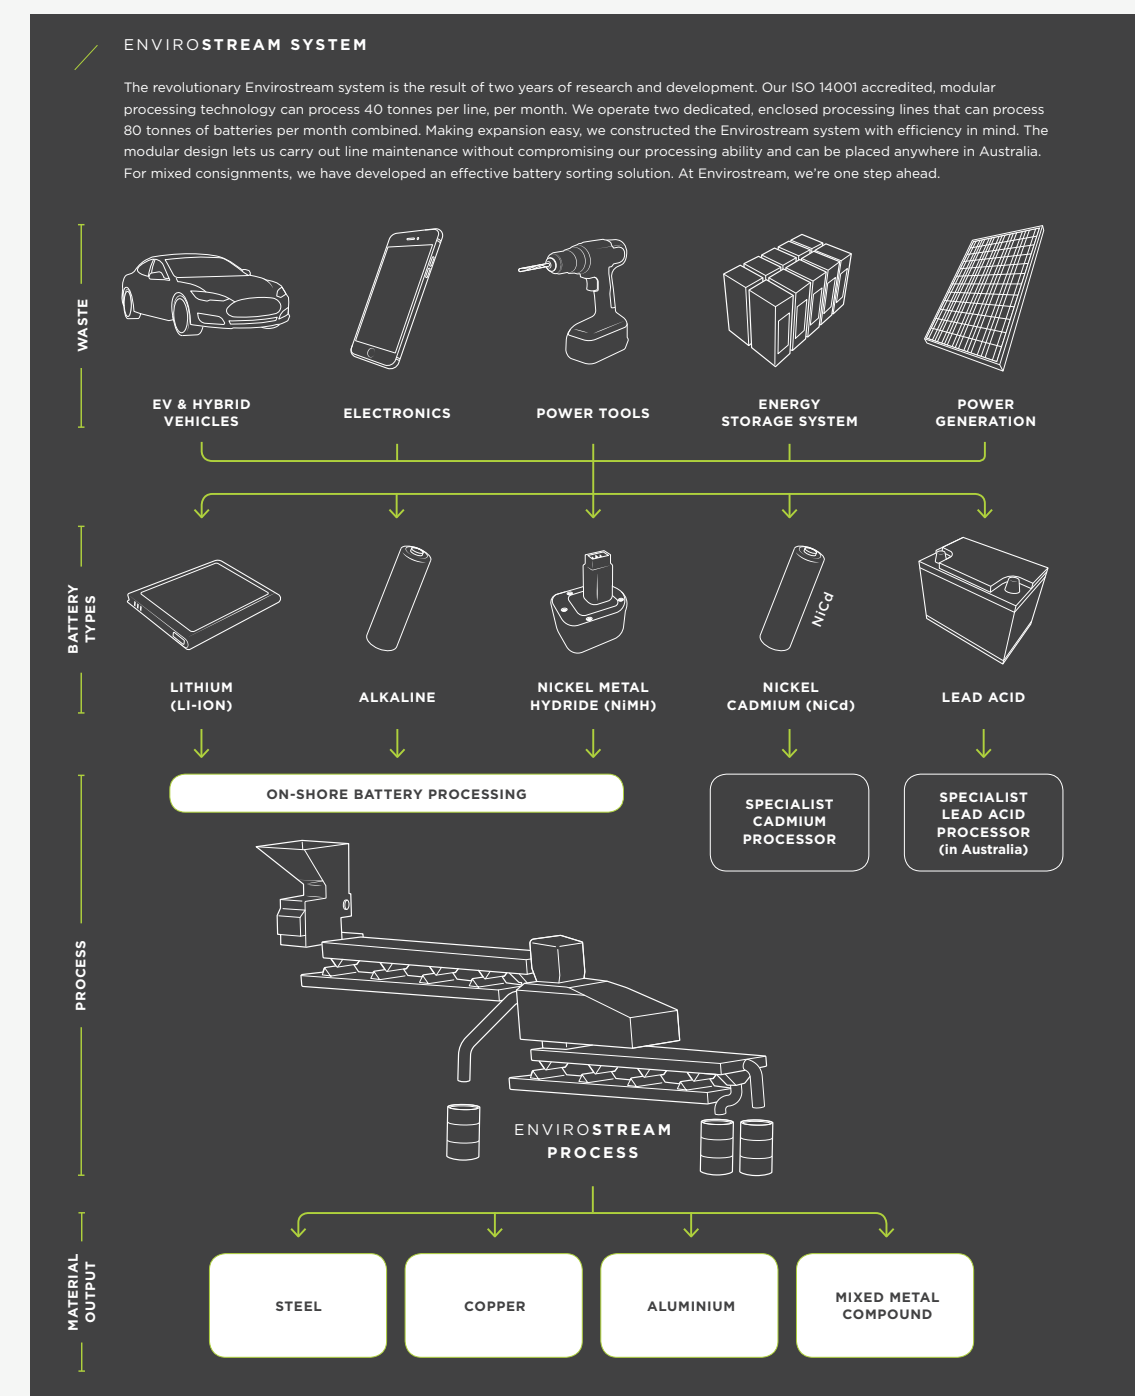 ENVIROSTREAM SYSTEM
The revolutionary Envirostream system is the result of two years of research and development. Our ISO 14001 accredited, modular
processing technology can process 40 tonnes per line, per month. We operate two dedicated, enclosed processing lines that can process
80 tonnes of batteries per month combined. Making expansion easy, we constructed the Envirostream system with efficiency in mind. The
modular design lets us carry out line maintenance without compromising our processing ability and can be placed anywhere in Australia.
For mixed consignments, we have developed an effective battery sorting solution. At Envirostream, we’re one step ahead.
WASTE
EV & HYBRID
VEHICLES
ELECTRONICS
POWER TOOLS
ENERGY
STORAGE SYSTEM
POWER
GENERATION
BATTERY
TYPES
NiCd
LITHIUM
(LI-ION)
ALKALINE
NICKEL METAL
HYDRIDE (NiMH)
NICKEL
CADMIUM (NiCd)
LEAD ACID
PROCESS
ON-SHORE BATTERY PROCESSING
SPECIALIST
CADMIUM
PROCESSOR
SPECIALIST
LEAD ACID
PROCESSOR
(in Australia)
ENVIROSTREAM
PROCESS
MATERIAL
OUTPUT
STEEL
COPPER
ALUMINIUM
MIXED METAL
COMPOUND